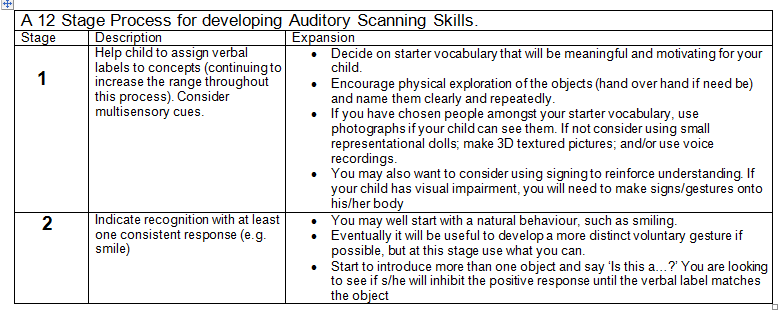 A 12 Stage Process for developing Auditory Scanning Skills.
Stage Description Expansion
1
Help child to assign verbal
labels to concepts (continuing to
increase the range throughout
this process). Consider
multisensory cues.
• Decide on starter vocabulary that will be meaningful and motivating for your
child.
• Encourage physical exploration of the objects (hand over hand if need be)
and name them clearly and repeatedly.
• If you have chosen people amongst your starter vocabulary, use
photographs if your child can see them. If not consider using small
representational dolls; make 3D textured pictures; and/or use voice
recordings.
• You may also want to consider using signing to reinforce understanding. If
your child has visual impairment, you will need to make signs/gestures onto
his/her body
2
Indicate recognition with at least
one consistent response (e.g.
smile)
• You may well start with a natural behaviour, such as smiling.
• Eventually it will be useful to develop a more distinct voluntary gesture if
possible, but at this stage use what you can.
• Start to introduce more than one object and say ‘Is this a…?’ You are looking
to see if s/he will inhibit the positive response until the verbal label matches
the object